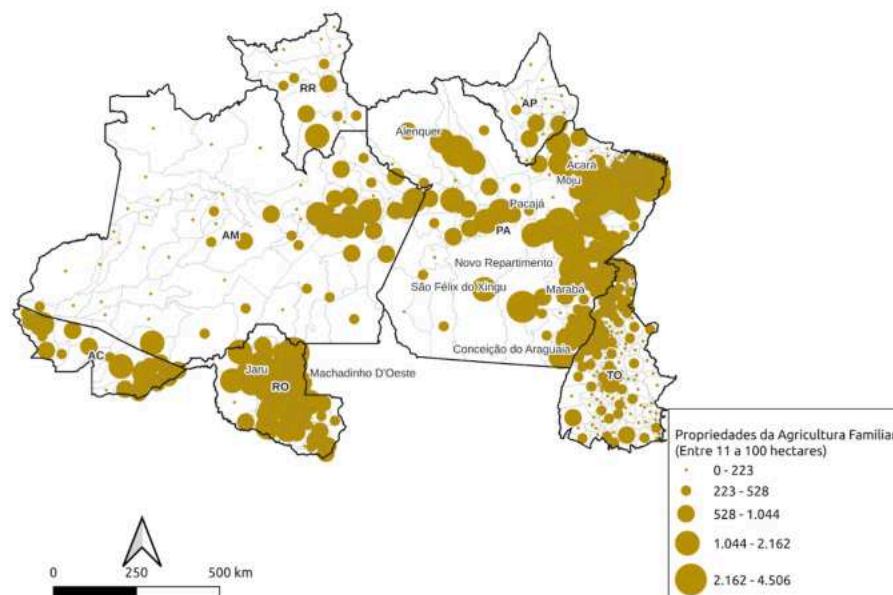 RR
AP
Alenquer
Acará
Moju
Pacajá
AM
PA
Novo Repartimento
São Félix do Xingu
Marabá
AC
Conceição do Araguaia
Jaru
Machadinho D'Oeste
RO
TO
Propriedades da Agricultura Familiar
(Entre 11 a 100 hectares)
0 - 223
223 - 528
528 - 1.044
1.044 - 2.162
2.162 - 4.506
0 250 500 km